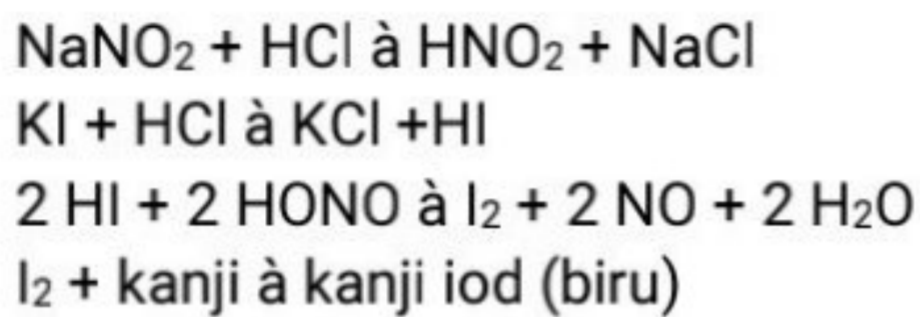 NaNO₂ + HCl à HNO₂ + NaCl
KI + HCl à KCl +HI
2 HI + 2 HONO à I₂ + 2 NO + 2 H₂O
I₂ + kanji à kanji iod (biru)